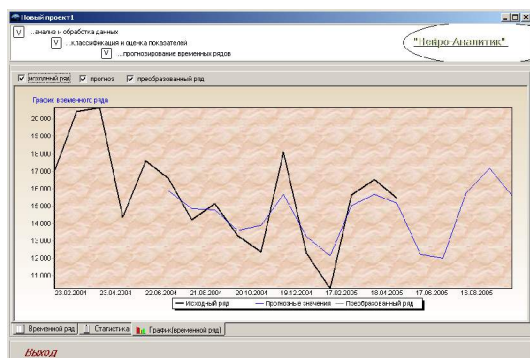 Новый проект1
V ...анализ и обработка данных
V ...классификация и оценка показателей
V ...прогнозирование временных рядов
"Нейро-Аналитик"
исходный ряд прогноз преобразованный ряд
График временного ряда
20 000
19 000
18 000
17 000
16 000
15 000
14 000
13 000
12 000
11 000
23.02.2004 23.04.2004 22.06.2004 21.08.2004 20.10.2004 19.12.2004 17.02.2005 18.04.2005 17.06.2005 16.08.2005
Исходный ряд Прогнозные значения Преобразованный ряд
Временной ряд Статистика График(временной ряд)
Выход